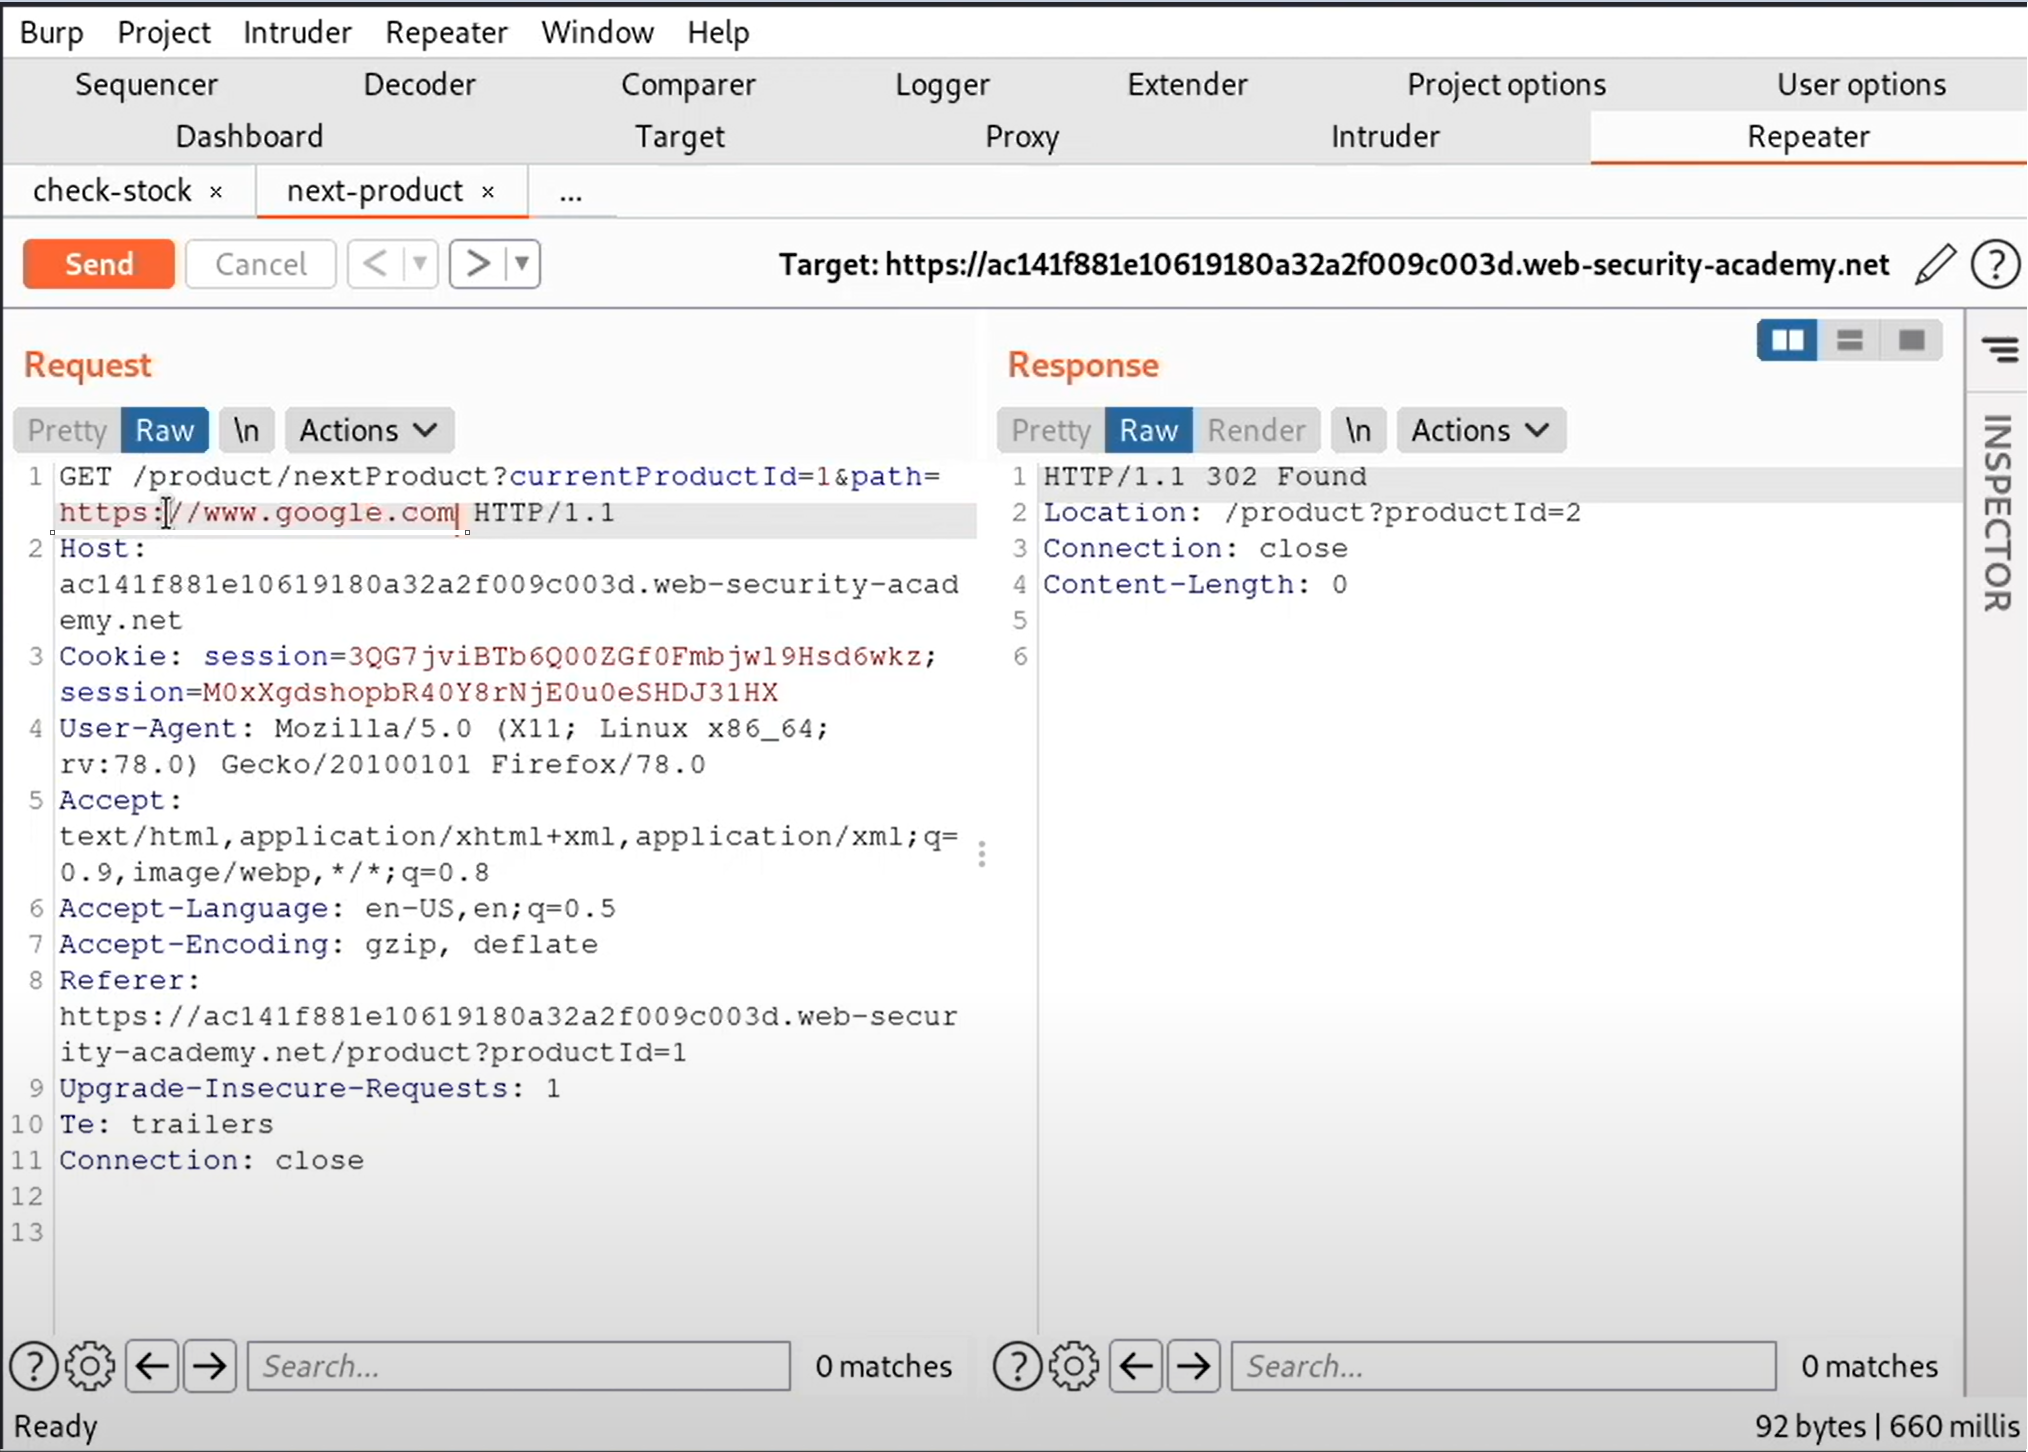 Burp Project Intruder Repeater Window Help
Sequencer Decoder Comparer Logger Extender Project options User options
Dashboard Target Proxy Intruder Repeater
check-stock × next-product × ...
Send Cancel < ▼ > ▼ Target: https://ac141f881e10619180a32a2f009c003d.web-security-academy.net ?
Request
Pretty Raw \n Actions
1 GET /product/nextProduct?currentProductId=1&path=
https://www.google.com HTTP/1.1
2 Host:
ac141f881e10619180a32a2f009c003d.web-security-acad
emy.net
3 Cookie: session=3QG7jviBTb6Q00ZGf0Fmbjwl9Hsd6wkz;
session=M0xXgdshopbR40Y8rNjE0u0eSHDJ31HX
4 User-Agent: Mozilla/5.0 (X11; Linux x86_64;
rv:78.0) Gecko/20100101 Firefox/78.0
5 Accept:
text/html,application/xhtml+xml,application/xml;q=
0.9,image/webp,*/*;q=0.8
6 Accept-Language: en-US,en;q=0.5
7 Accept-Encoding: gzip, deflate
8 Referer:
https://ac141f881e10619180a32a2f009c003d.web-secur
ity-academy.net/product?productId=1
9 Upgrade-Insecure-Requests: 1
10 Te: trailers
11 Connection: close
12
13
? Search... 0 matches
Response
Pretty Raw Render \n Actions
1 HTTP/1.1 302 Found
2 Location: /product?productId=2
3 Connection: close
4 Content-Length: 0
5
6
? Search... 0 matches
INSPECTOR
Ready
92 bytes | 660 millis